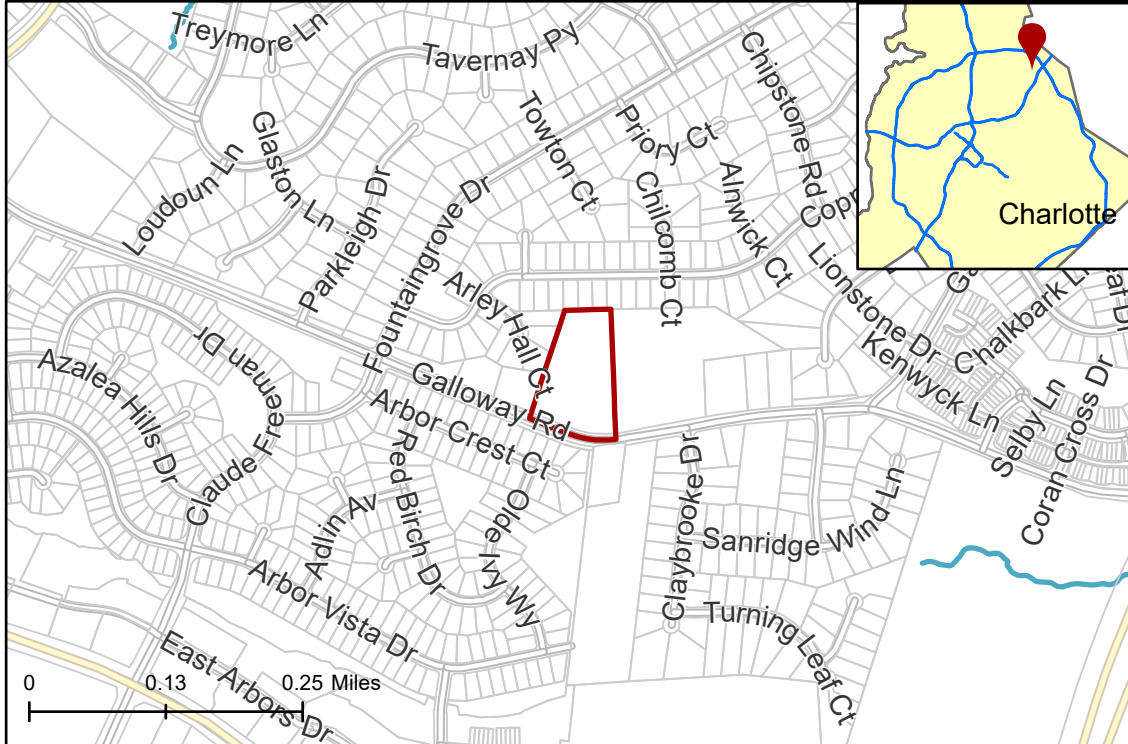 Treymore Ln
Tavernay Py
Chipstone Rd
Charlotte
Glaston Ln
Towton Ct
Priory Ct
Loudoun Ln
Parkleigh Dr
Fountaingrove Dr
Chilcomb Ct
Alnwick Ct
Lionstone Dr
Arley Hall Ct
Chalkbark Ln
Kenwyck Ln
Azalea Hills Dr
Claude Freeman Dr
Galloway Rd
Arbor Crest Ct
Selby Ln
Coran Cross Dr
Red Birch Dr
Adlin Av
Olde Ivy Wy
Claybrooke Dr
Sanridge Wind Ln
Arbor Vista Dr
Turning Leaf Ct
East Arbors Dr
0 0.13 0.25 Miles